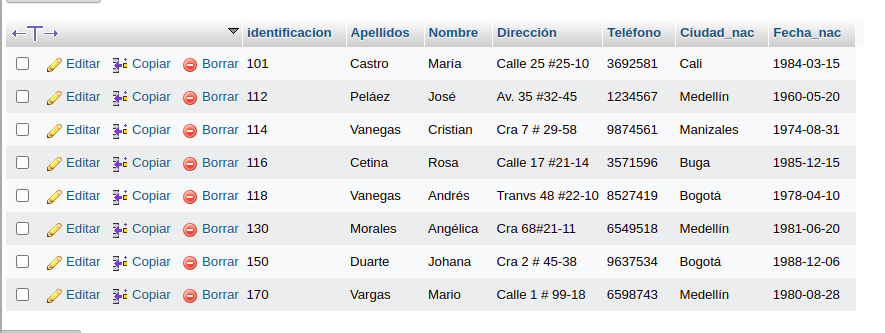 identificacion Apellidos Nombre Dirección Teléfono Ciudad_nac Fecha_nac
Editar Copiar Borrar 101 Castro María Calle 25 #25-10 3692581 Cali 1984-03-15
Editar Copiar Borrar 112 Peláez José Av. 35 #32-45 1234567 Medellín 1960-05-20
Editar Copiar Borrar 114 Vanegas Cristian Cra 7 # 29-58 9874561 Manizales 1974-08-31
Editar Copiar Borrar 116 Cetina Rosa Calle 17 #21-14 3571596 Buga 1985-12-15
Editar Copiar Borrar 118 Vanegas Andrés Tranvs 48 #22-10 8527419 Bogotá 1978-04-10
Editar Copiar Borrar 130 Morales Angélica Cra 68#21-11 6549518 Medellín 1981-06-20
Editar Copiar Borrar 150 Duarte Johana Cra 2 # 45-38 9637534 Bogotá 1988-12-06
Editar Copiar Borrar 170 Vargas Mario Calle 1 # 99-18 6598743 Medellín 1980-08-28